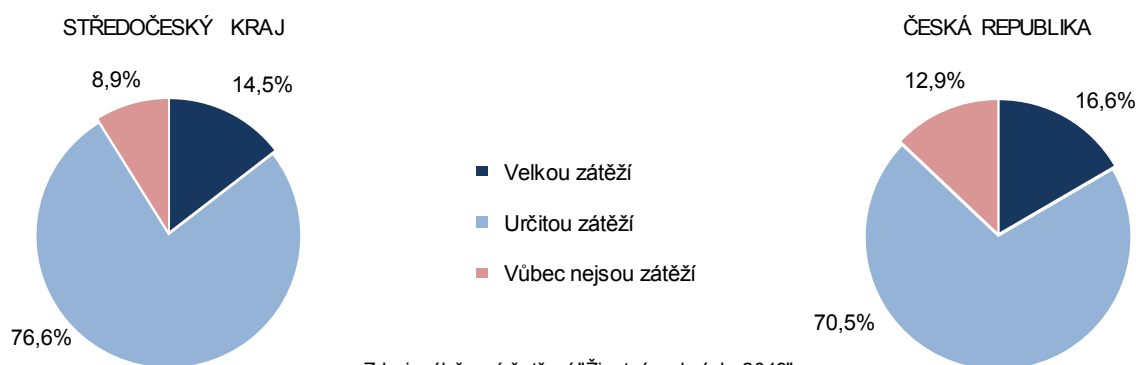 STŘEDOČESKÝ KRAJ
8,9%
14,5%
76,6%
Velkou zátěží
Určitou zátěží
Vůbec nejsou zátěží
ČESKÁ REPUBLIKA
12,9%
16,6%
70,5%